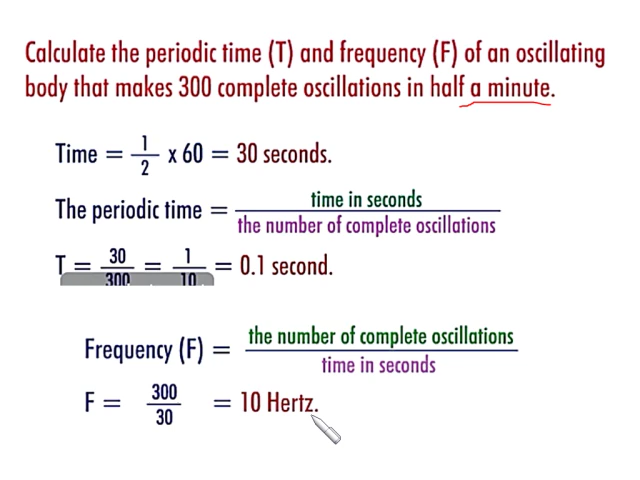 Calculate the periodic time (T) and frequency (F) of an oscillating
body that makes 300 complete oscillations in half a minute.
Time = 1/2 x 60 = 30 seconds.
The periodic time = time in seconds / the number of complete oscillations
T = 30/300 = 1/10 = 0.1 second.
Frequency (F) = the number of complete oscillations / time in seconds
F = 300/30 = 10 Hertz.